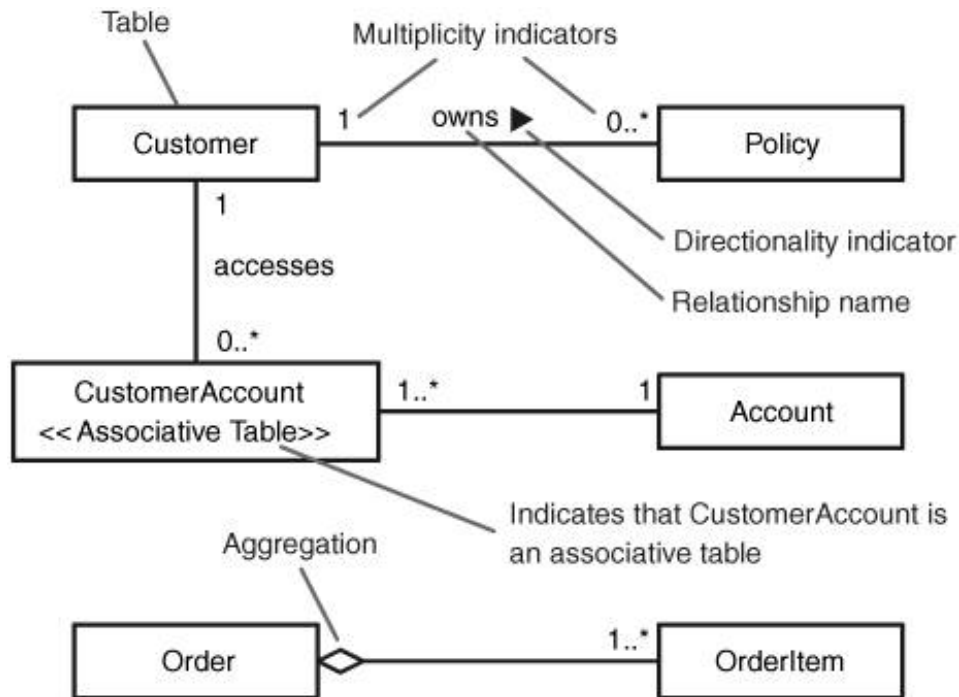 Table
Multiplicity indicators
Customer
1
owns ▶
0..*
Policy
1
Directionality indicator
accesses
Relationship name
0..*
CustomerAccount
<< Associative Table>>
1..*
1
Account
Indicates that CustomerAccount is
an associative table
Aggregation
Order
1..*
OrderItem